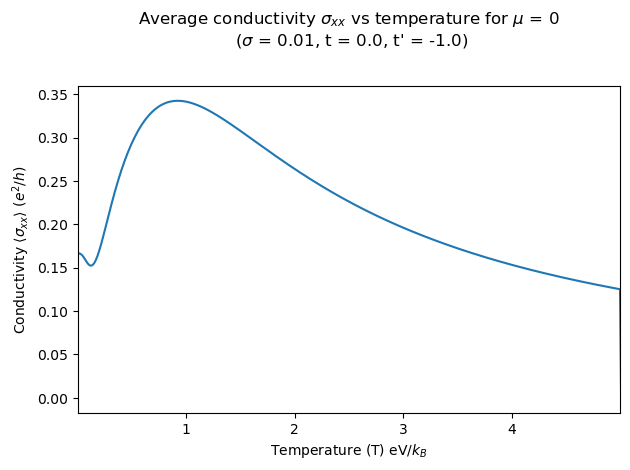 Average conductivity σxx vs temperature for μ = 0
(σ = 0.01, t = 0.0, t' = -1.0)
Conductivity ⟨σxx⟩ (e²/h)
0.35
0.30
0.25
0.20
0.15
0.10
0.05
0.00
1 2 3 4
Temperature (T) eV/kB